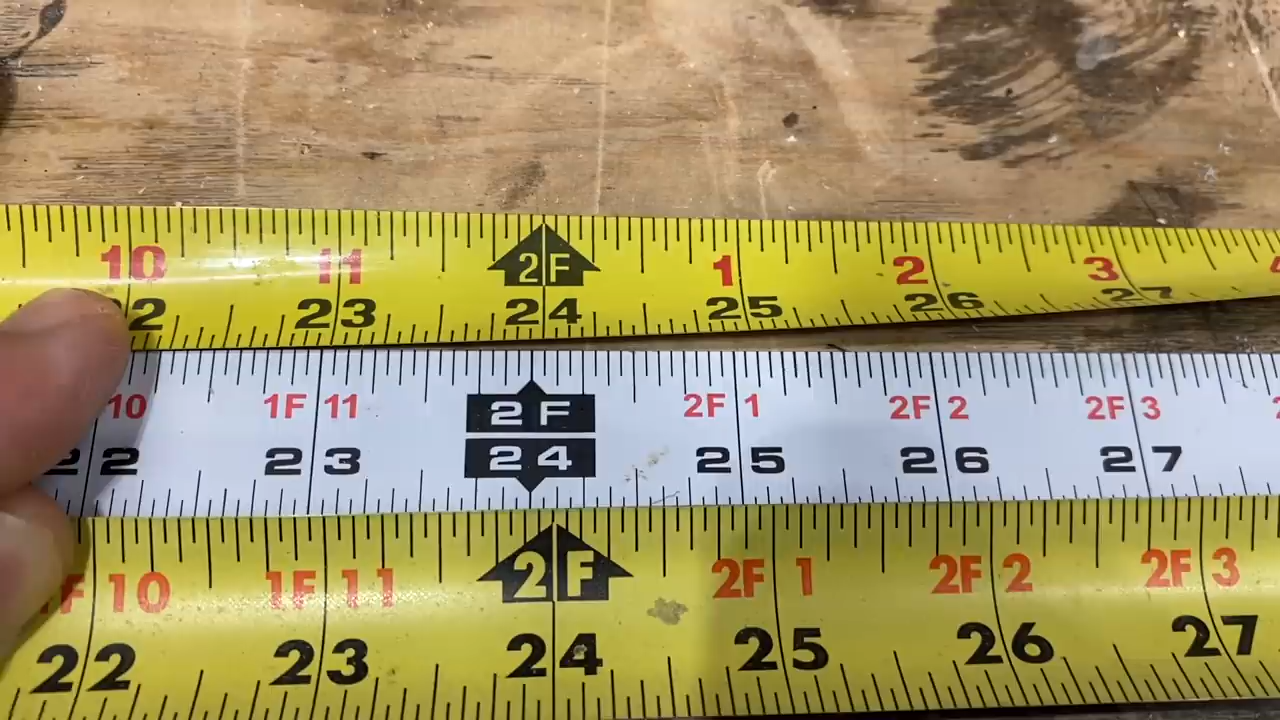 10 11 2F 1 2 3 4
22 23 24 25 26 27
10 1F 11 2F 2F 1 2F 2 2F 3 2
22 23 24 25 26 27
1F 10 1F 11 2F 2F 1 2F 2 2F 3
22 23 24 25 26 27